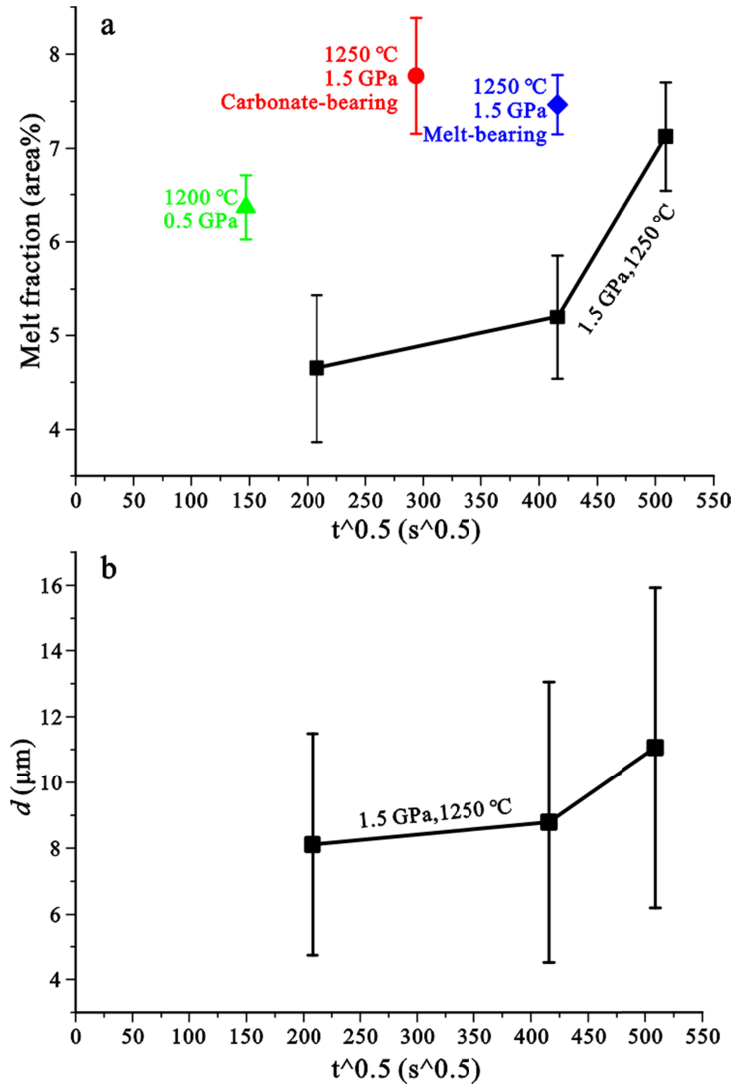 a
8
7
6
5
4
Melt fraction (area%)
1250 ℃
1.5 GPa
Carbonate-bearing
1250 ℃
1.5 GPa
Melt-bearing
1200 ℃
0.5 GPa
1.5 GPa,1250 ℃
0 50 100 150 200 250 300 350 400 450 500 550
t^0.5 (s^0.5)
b
16
14
12
10
8
6
4
d (μm)
1.5 GPa,1250 ℃
0 50 100 150 200 250 300 350 400 450 500 550
t^0.5 (s^0.5)